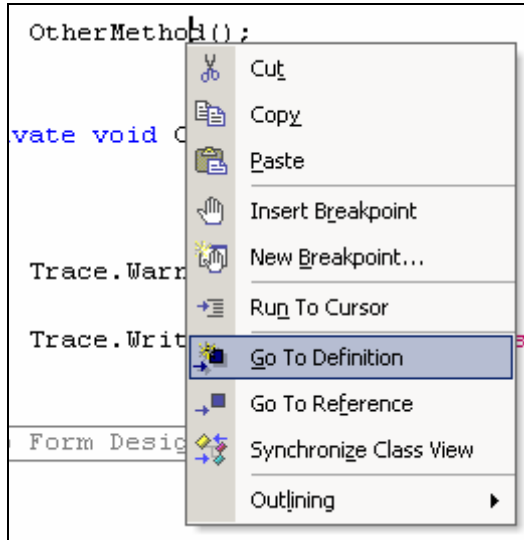 OtherMethod();
Cut
Copy
vate void
Paste
Insert Breakpoint
New Breakpoint...
Trace.Warn
Run To Cursor
Trace.Writ
Go To Definition
Go To Reference
Form Desig
Synchronize Class View
Outlining